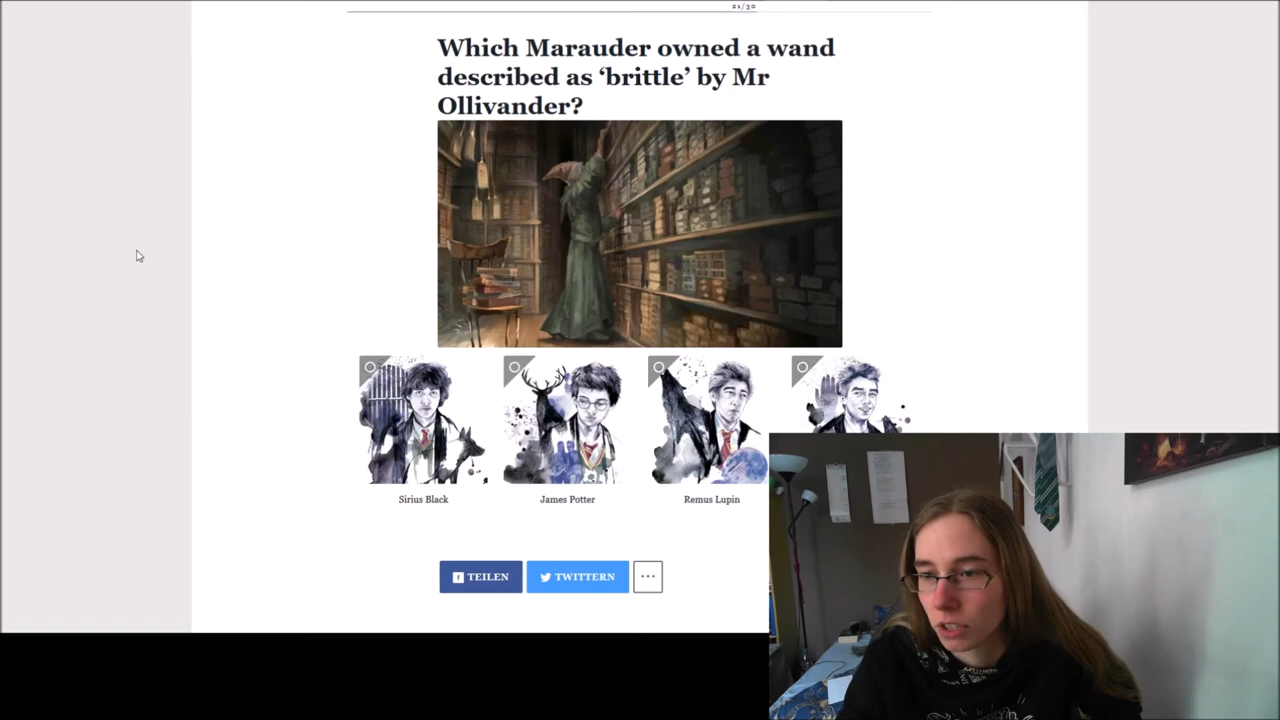 21/30
Which Marauder owned a wand
described as ‘brittle’ by Mr
Ollivander?
Sirius Black
James Potter
Remus Lupin
TEILEN
TWITTERN